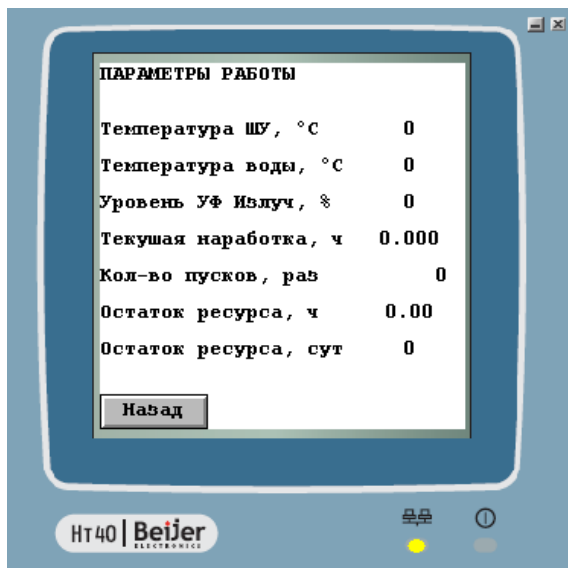 ПАРАМЕТРЫ РАБОТЫ
Температура ШУ, °C 0
Температура воды, °C 0
Уровень УФ Излуч, % 0
Текушая наработка, ч 0.000
Кол-во пусков, раз 0
Остаток ресурса, ч 0.00
Остаток ресурса, сут 0
Назад
HT40 Beijer
ELECTRONICS